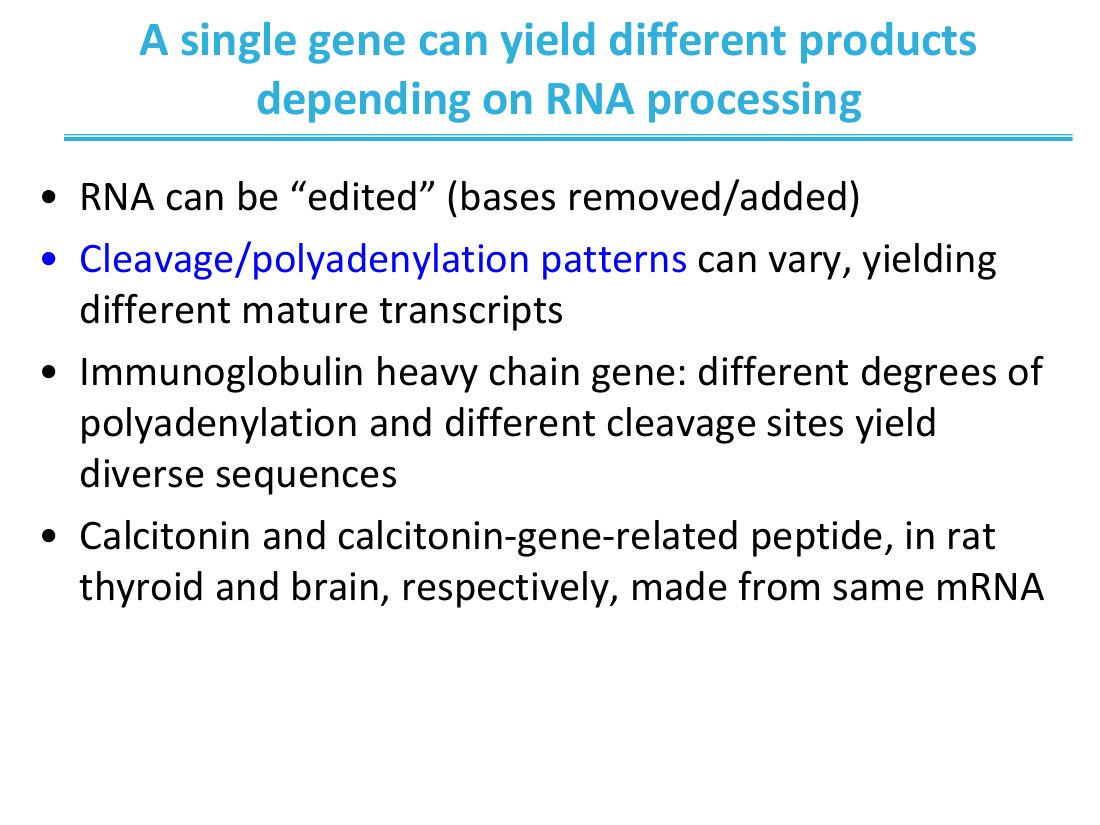 A single gene can yield different products
depending on RNA processing
• RNA can be “edited” (bases removed/added)
• Cleavage/polyadenylation patterns can vary, yielding
different mature transcripts
• Immunoglobulin heavy chain gene: different degrees of
polyadenylation and different cleavage sites yield
diverse sequences
• Calcitonin and calcitonin-gene-related peptide, in rat
thyroid and brain, respectively, made from same mRNA